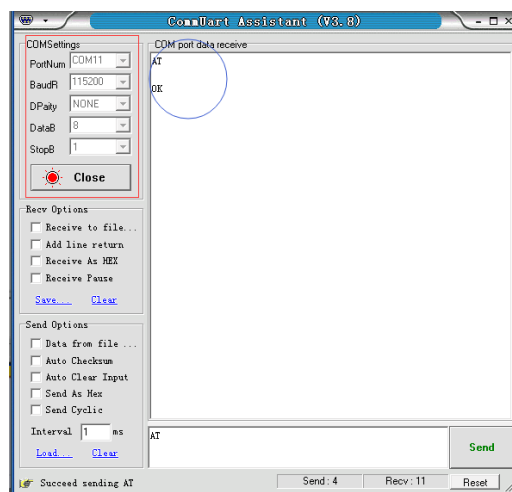 CommUart Assistant (V3.8)
COMSettings
PortNum COM11
BaudR 115200
DPaity NONE
DataB 8
StopB 1
Close
Recv Options
Receive to file...
Add line return
Receive As HEX
Receive Pause
Save... Clear
Send Options
Data from file ...
Auto Checksum
Auto Clear Input
Send As Hex
Send Cyclic
Interval 1 ms
Load... Clear
COM port data receive
AT
OK
AT
Send
Succeed sending AT
Send : 4
Recv : 11
Reset